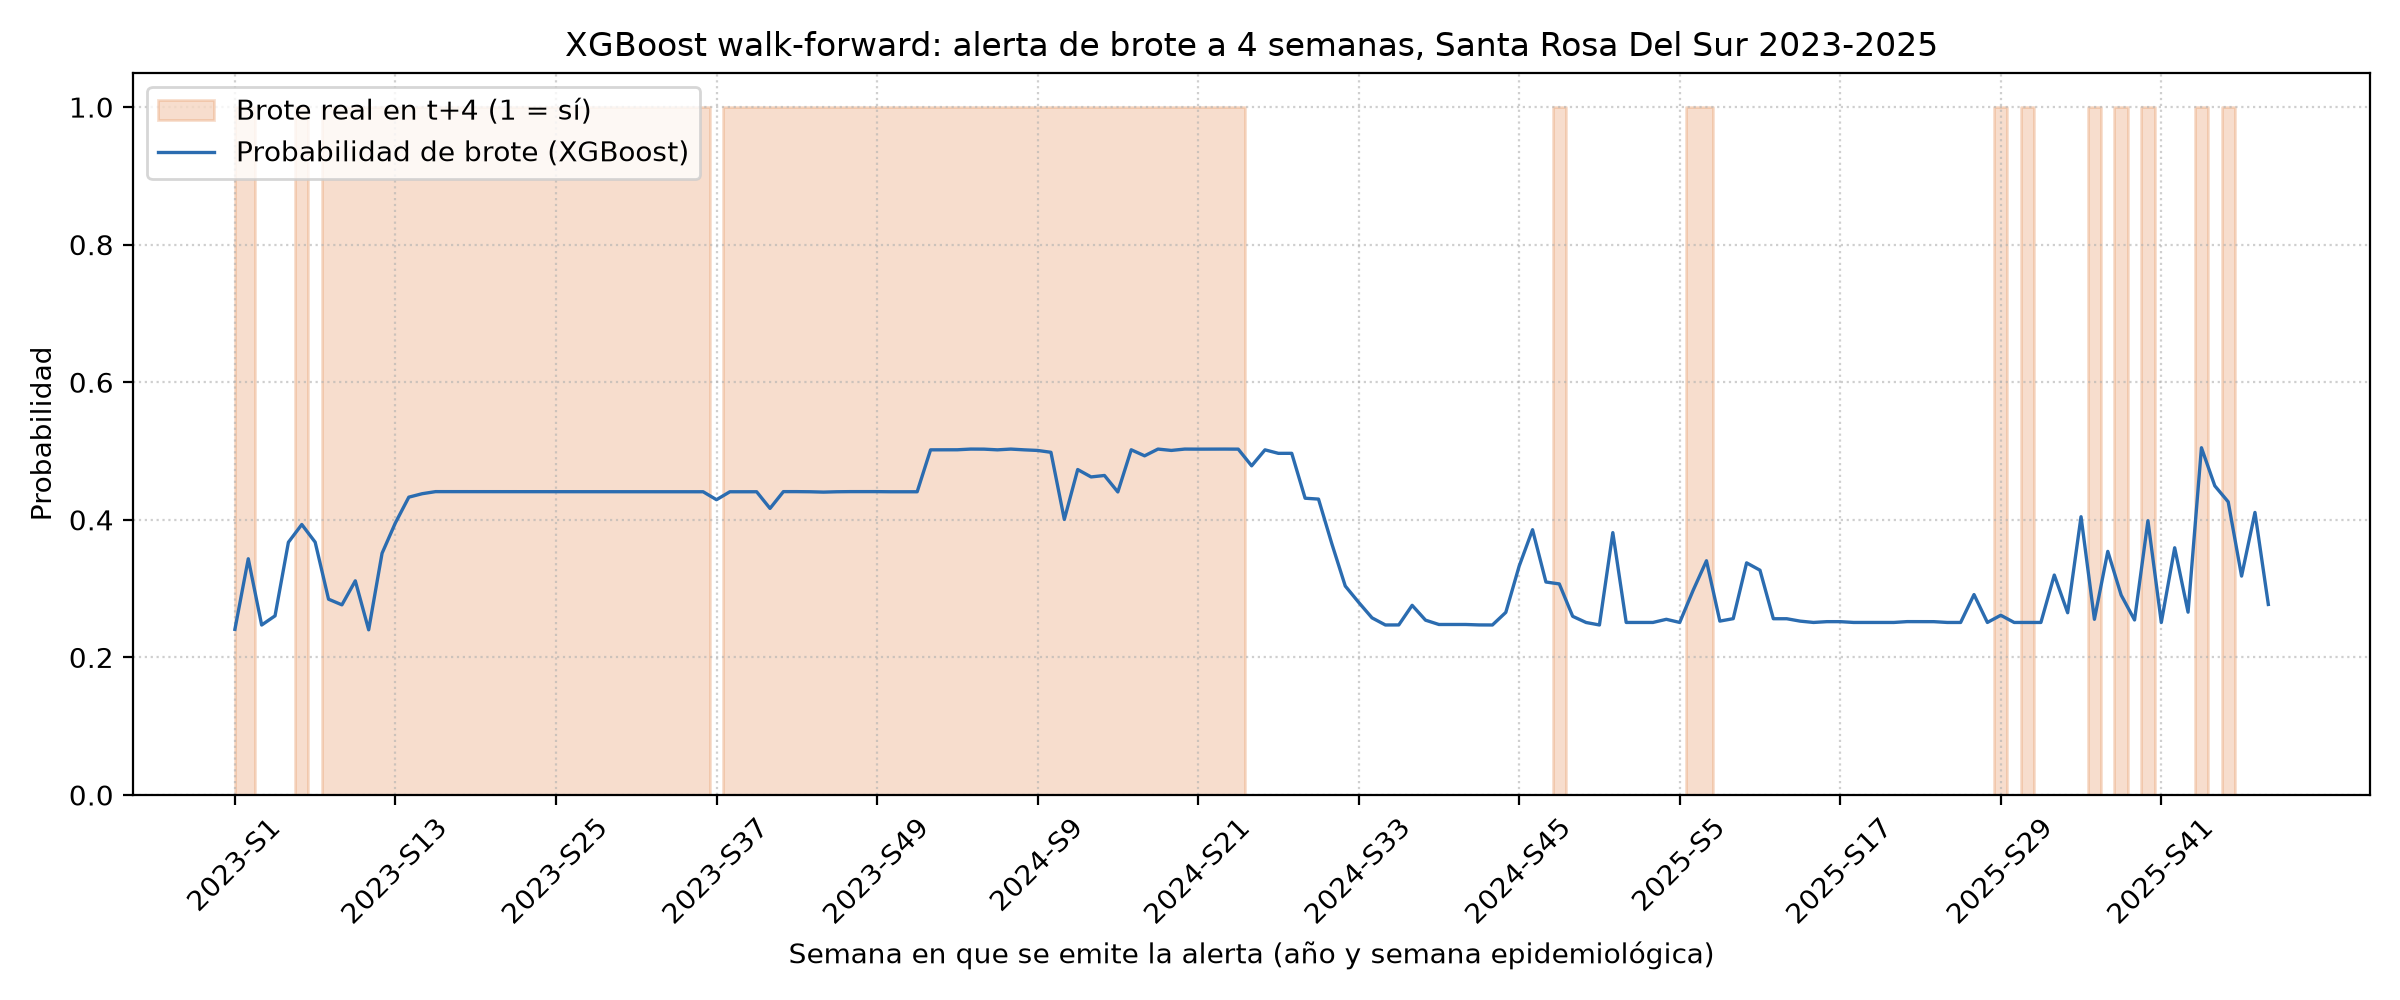 XGBoost walk-forward: alerta de brote a 4 semanas, Santa Rosa Del Sur 2023-2025
Brote real en t+4 (1 = sí)
Probabilidad de brote (XGBoost)
Probabilidad
1.0
0.8
0.6
0.4
0.2
0.0
2023-S1
2023-S13
2023-S25
2023-S37
2023-S49
2024-S9
2024-S21
2024-S33
2024-S45
2025-S5
2025-S17
2025-S29
2025-S41
Semana en que se emite la alerta (año y semana epidemiológica)